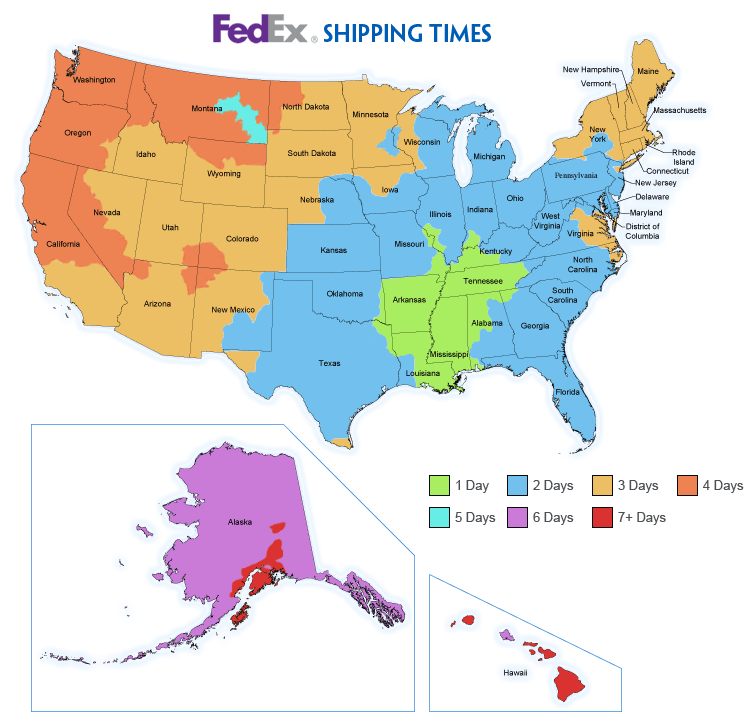 FedEx® SHIPPING TIMES
Washington
Oregon
California
Nevada
Idaho
Montana
Wyoming
Utah
Arizona
Colorado
New Mexico
North Dakota
South Dakota
Nebraska
Kansas
Oklahoma
Texas
Minnesota
Iowa
Missouri
Arkansas
Louisiana
Wisconsin
Illinois
Michigan
Indiana
Ohio
Kentucky
Tennessee
Mississippi
Alabama
Georgia
Florida
South
Carolina
North
Carolina
Virginia
West
Virginia
Pennsylvania
New
York
Maine
New Hampshire
Vermont
Massachusetts
Rhode
Island
Connecticut
New Jersey
Delaware
Maryland
District of
Columbia
Alaska
Hawaii
1 Day
2 Days
3 Days
4 Days
5 Days
6 Days
7+ Days